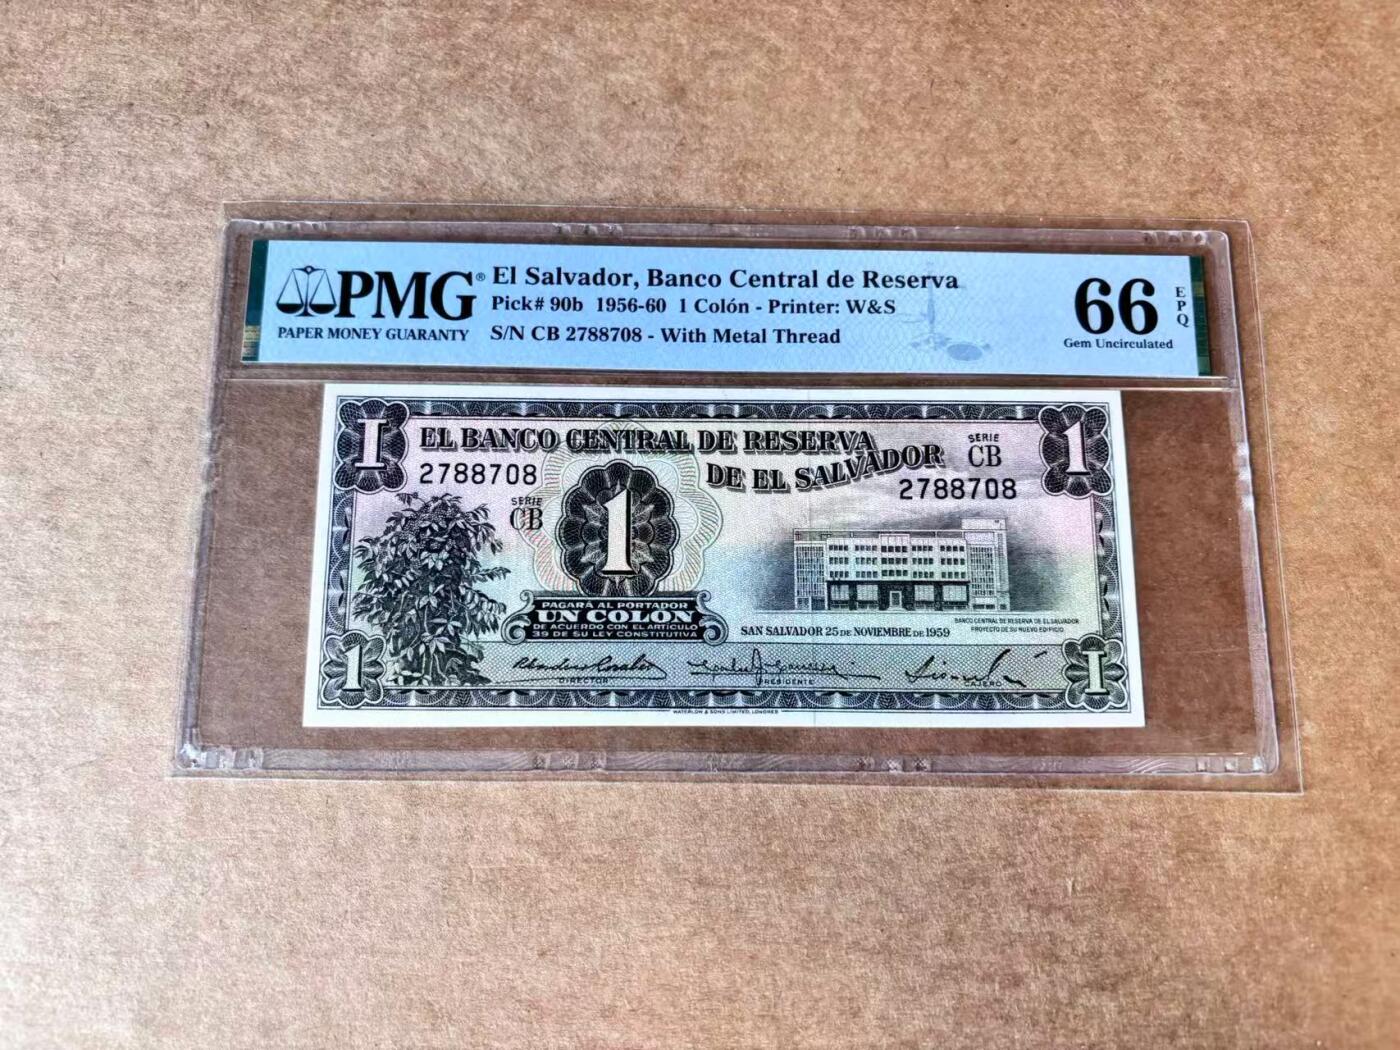 PMG®
PAPER MONEY GUARANTY
El Salvador, Banco Central de Reserva
Pick# 90b 1956-60 1 Colón - Printer: W&S
S/N CB 2788708 - With Metal Thread
66
EPQ
Gem Uncirculated
1
1
EL BANCO CENTRAL DE RESERVA
DE EL SALVADOR
SERIE
CB
2788708
2788708
SERIE
CB
1
PAGARÁ AL PORTADOR
UN COLON
DE ACUERDO CON EL ARTICULO
39 DE SU LEY CONSTITUTIVA
BANCO CENTRAL DE RESERVA DE EL SALVADOR
PROYECTO DE SU NUEVO EDIFICIO
SAN SALVADOR 25 DE NOVIEMBRE DE 1959
1
1
DIRECTOR
PRESIDENTE
CAJERO
WATERLOW & SONS LIMITED, LONDRES